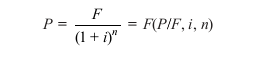 P = F / (1 + i)^n = F(P/F, i, n)